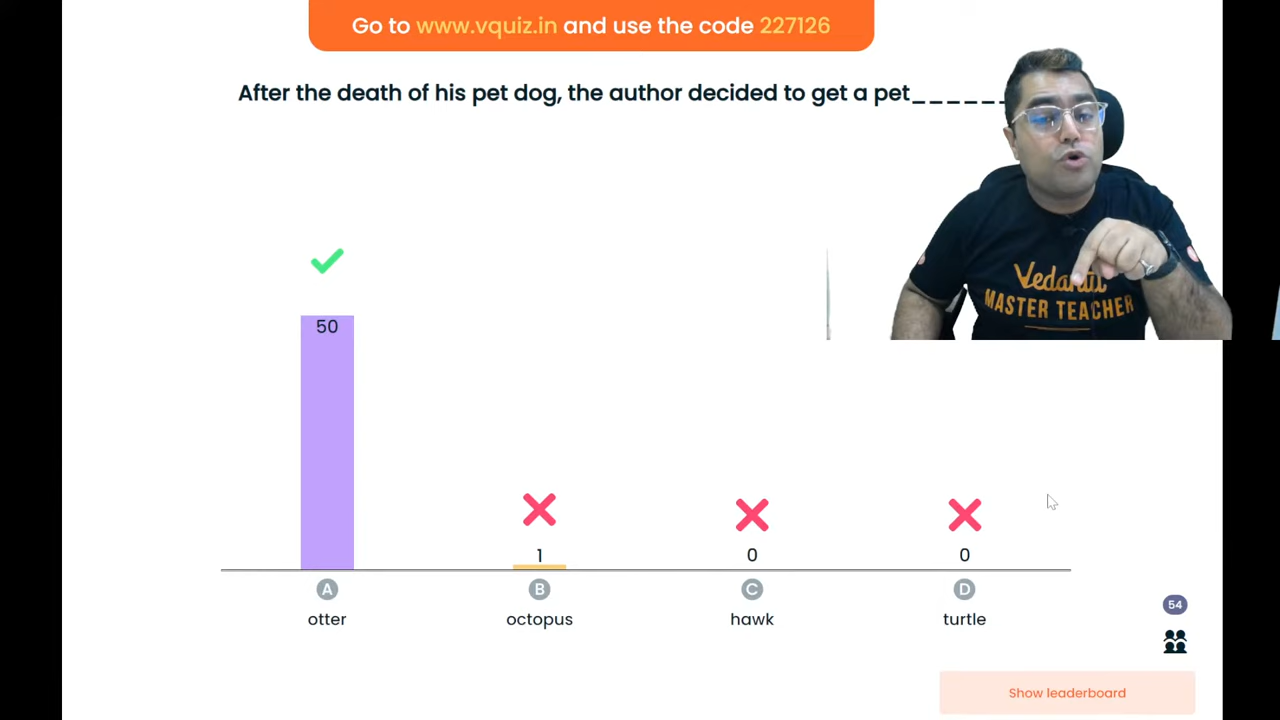 Go to www.vquiz.in and use the code 227126
After the death of his pet dog, the author decided to get a pet______
Vedantu
MASTER TEACHER
50
1
0
0
A
B
C
D
otter
octopus
hawk
turtle
54
Show leaderboard